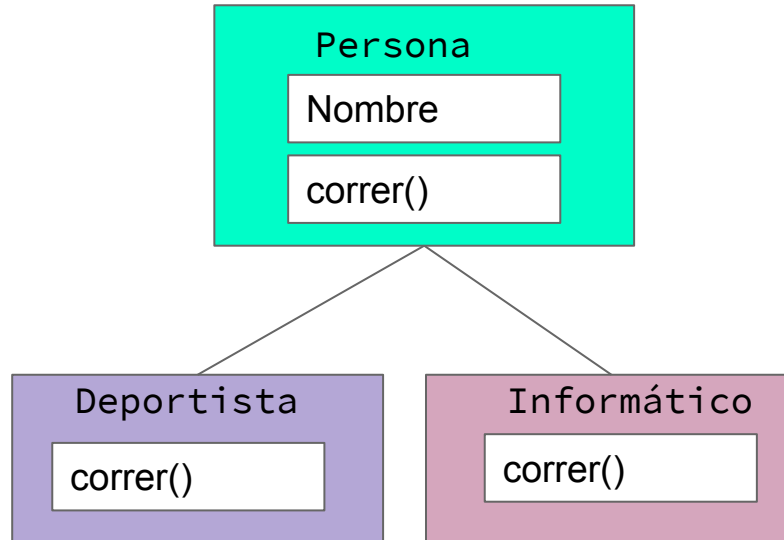 Persona
Nombre
correr()
Deportista
correr()
Informático
correr()